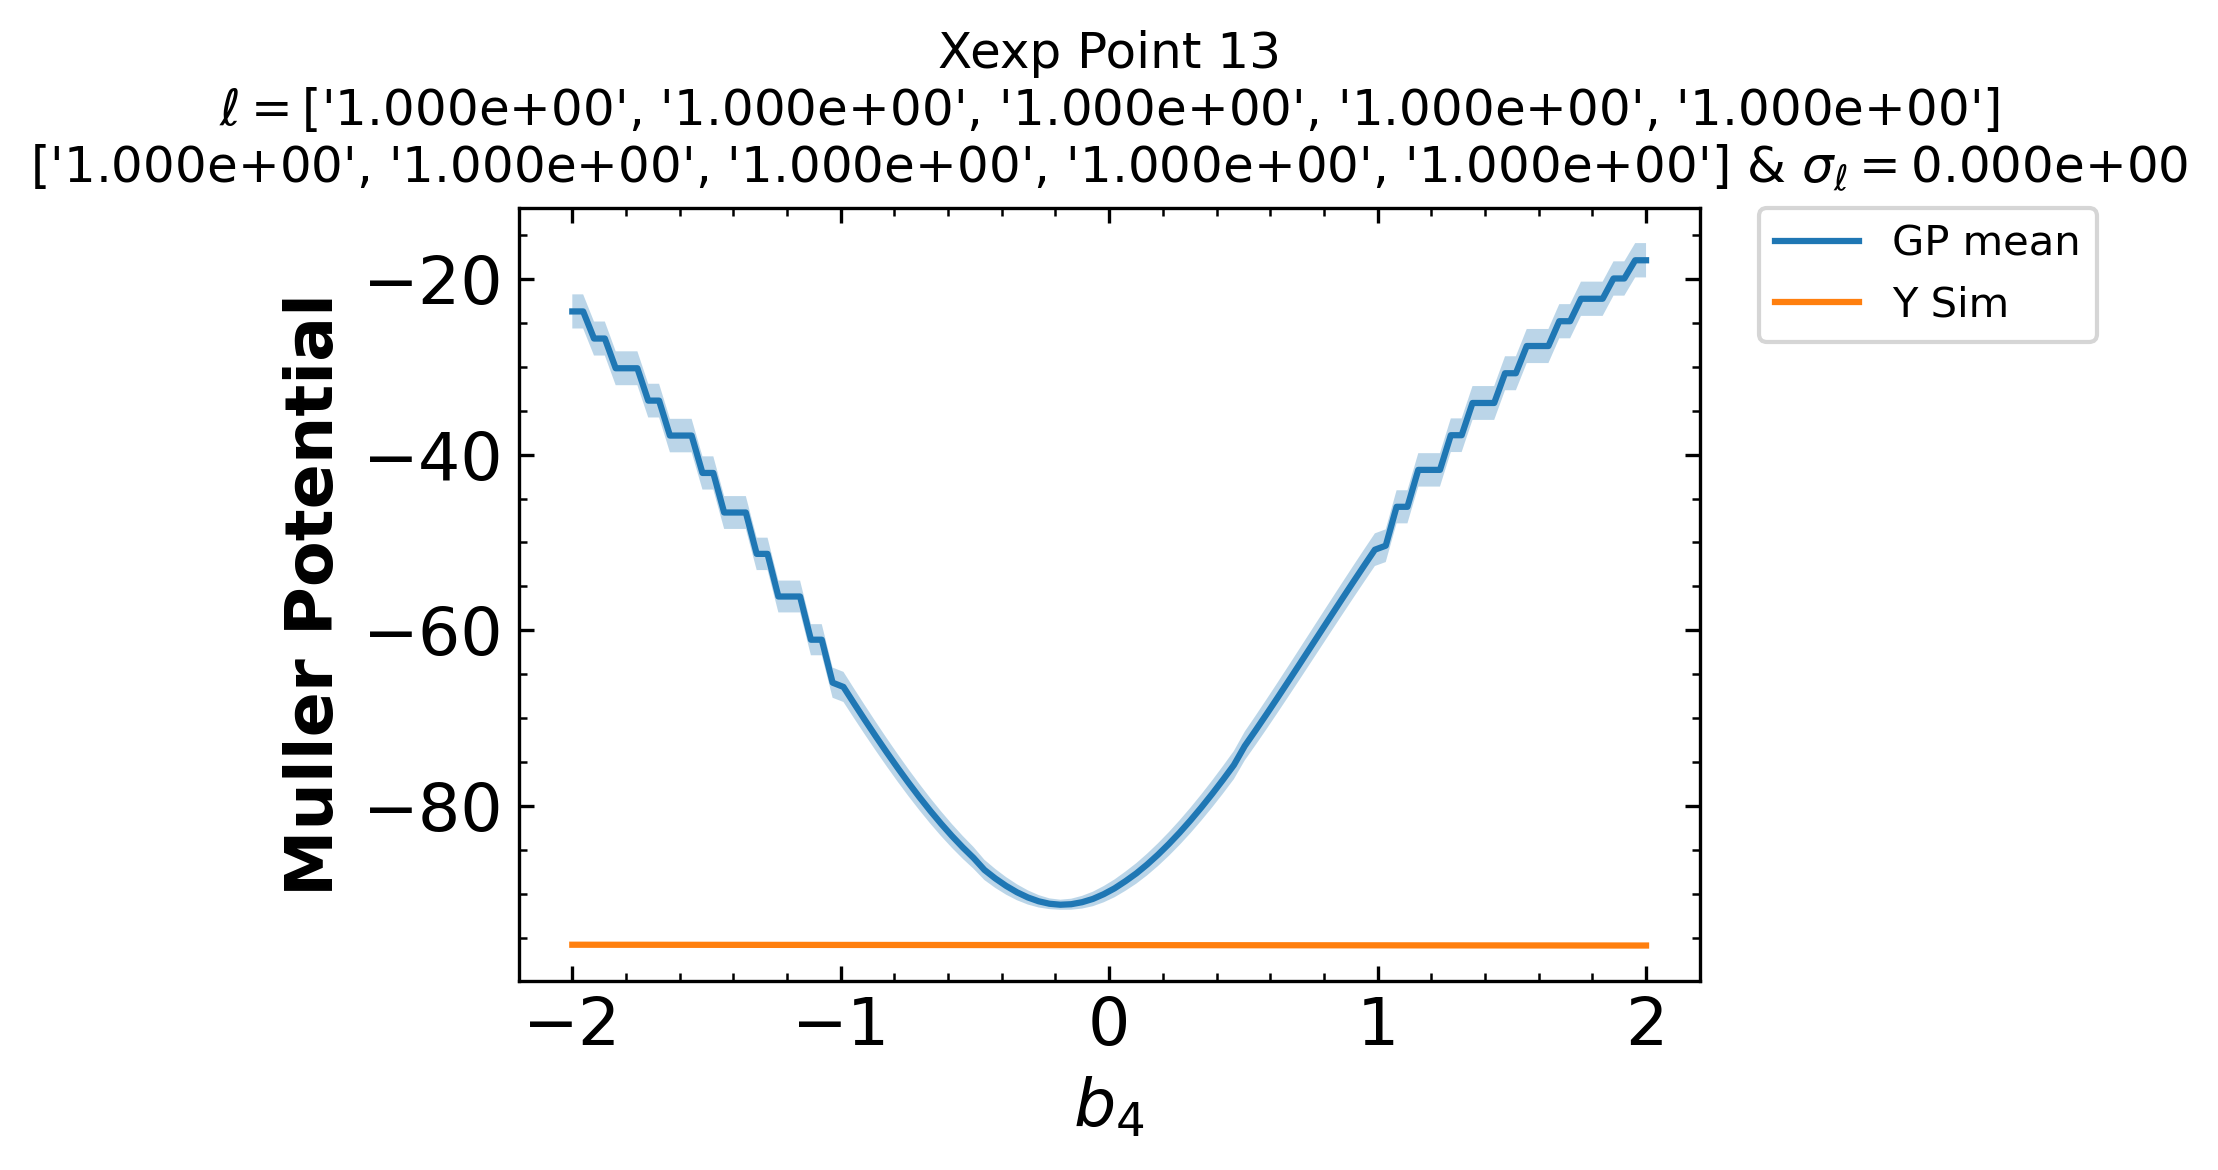 Xexp Point 13
ℓ = ['1.000e+00', '1.000e+00', '1.000e+00', '1.000e+00', '1.000e+00']
['1.000e+00', '1.000e+00', '1.000e+00', '1.000e+00', '1.000e+00'] & σℓ = 0.000e+00
GP mean
Y Sim
Muller Potential
−20
−40
−60
−80
−2
−1
0
1
2
b₄